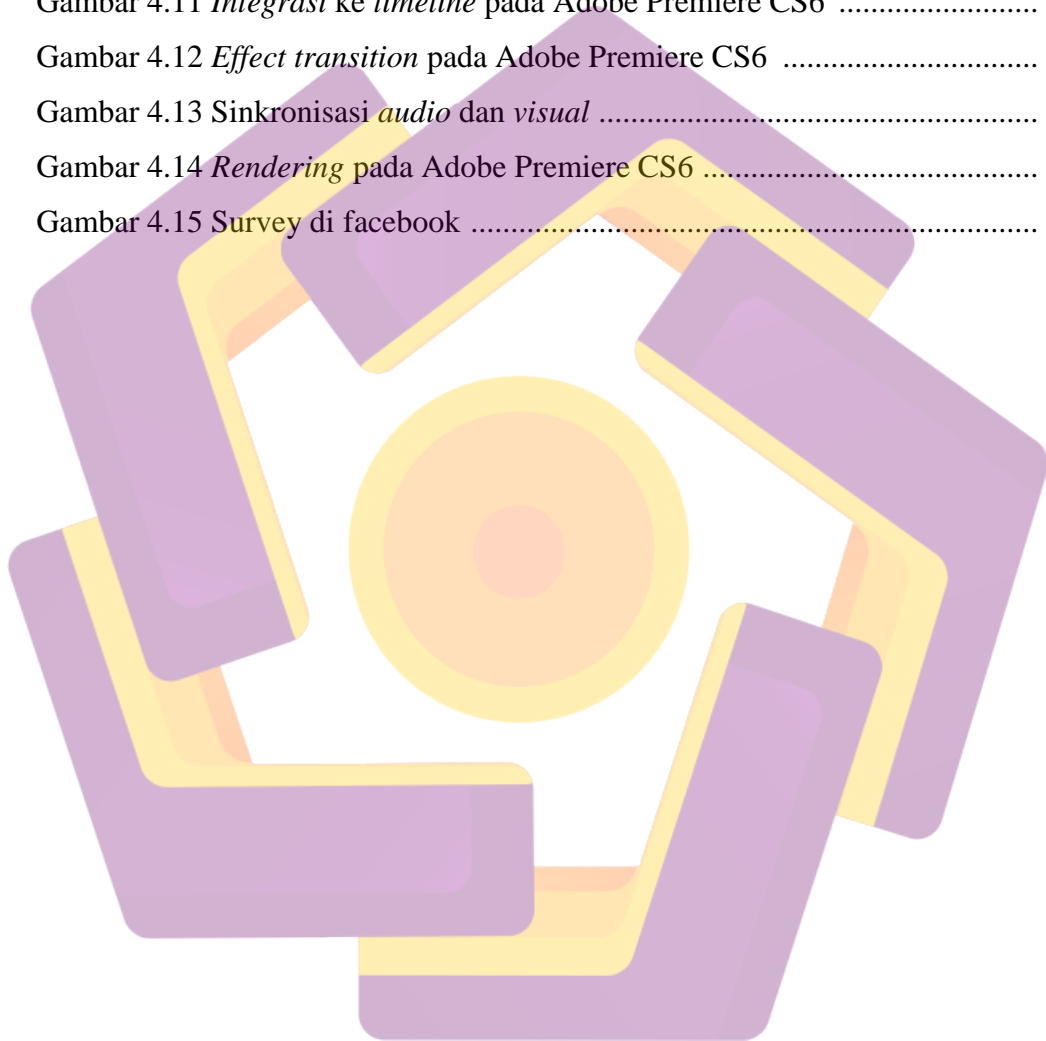 Gambar 4.11 Integrasi ke timeline pada Adobe Premiere CS6 .........................
Gambar 4.12 Effect transition pada Adobe Premiere CS6 ................................
Gambar 4.13 Sinkronisasi audio dan visual .......................................................
Gambar 4.14 Rendering pada Adobe Premiere CS6 ..........................................
Gambar 4.15 Survey di facebook .......................................................................